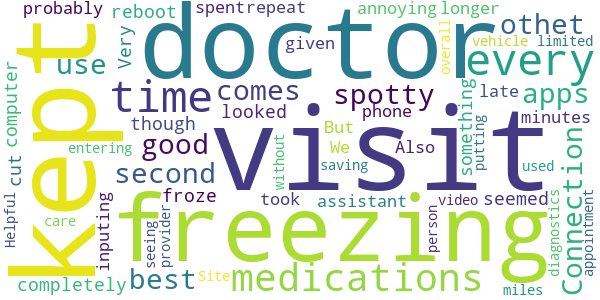 probably
reboot
spentrepeat
annoying
longer
Very
doctor
given
overall
vehicle
limited
othet
kept
use
time
comes
spotty
every
apps
computer
though
looked
phone
late
minutes
good
second
visit
But
Also
We
saving
something
putting
seemed
used
Connection
entering
cut
Helpful
without
froze
took
assistant
care
inputing
freezing
seeing
provider
person
video
diagnostics
appointment
completely
best
Site
medications
miles